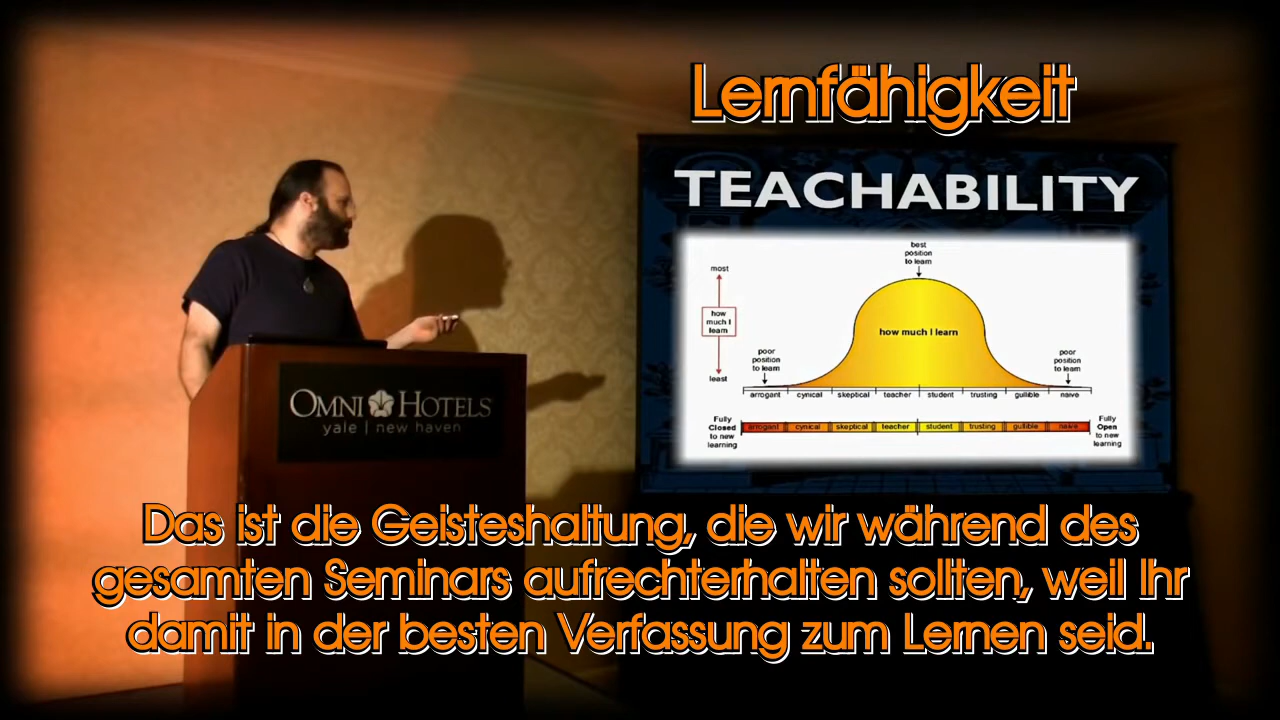 Lernfähigkeit
TEACHABILITY
best
position
to learn
most
how
much I
learn
least
how much I learn
poor
position
to learn
poor
position
to learn
arrogant cynical skeptical teacher student trusting gullible naive
Fully
Closed
to new
learning
arrogant cynical skeptical teacher student trusting gullible naive
Fully
Open
to new
learning
OMNI HOTELS
yale | new haven
Das ist die Geisteshaltung, die wir während des
gesamten Seminars aufrechterhalten sollten, weil Ihr
damit in der besten Verfassung zum Lernen seid.